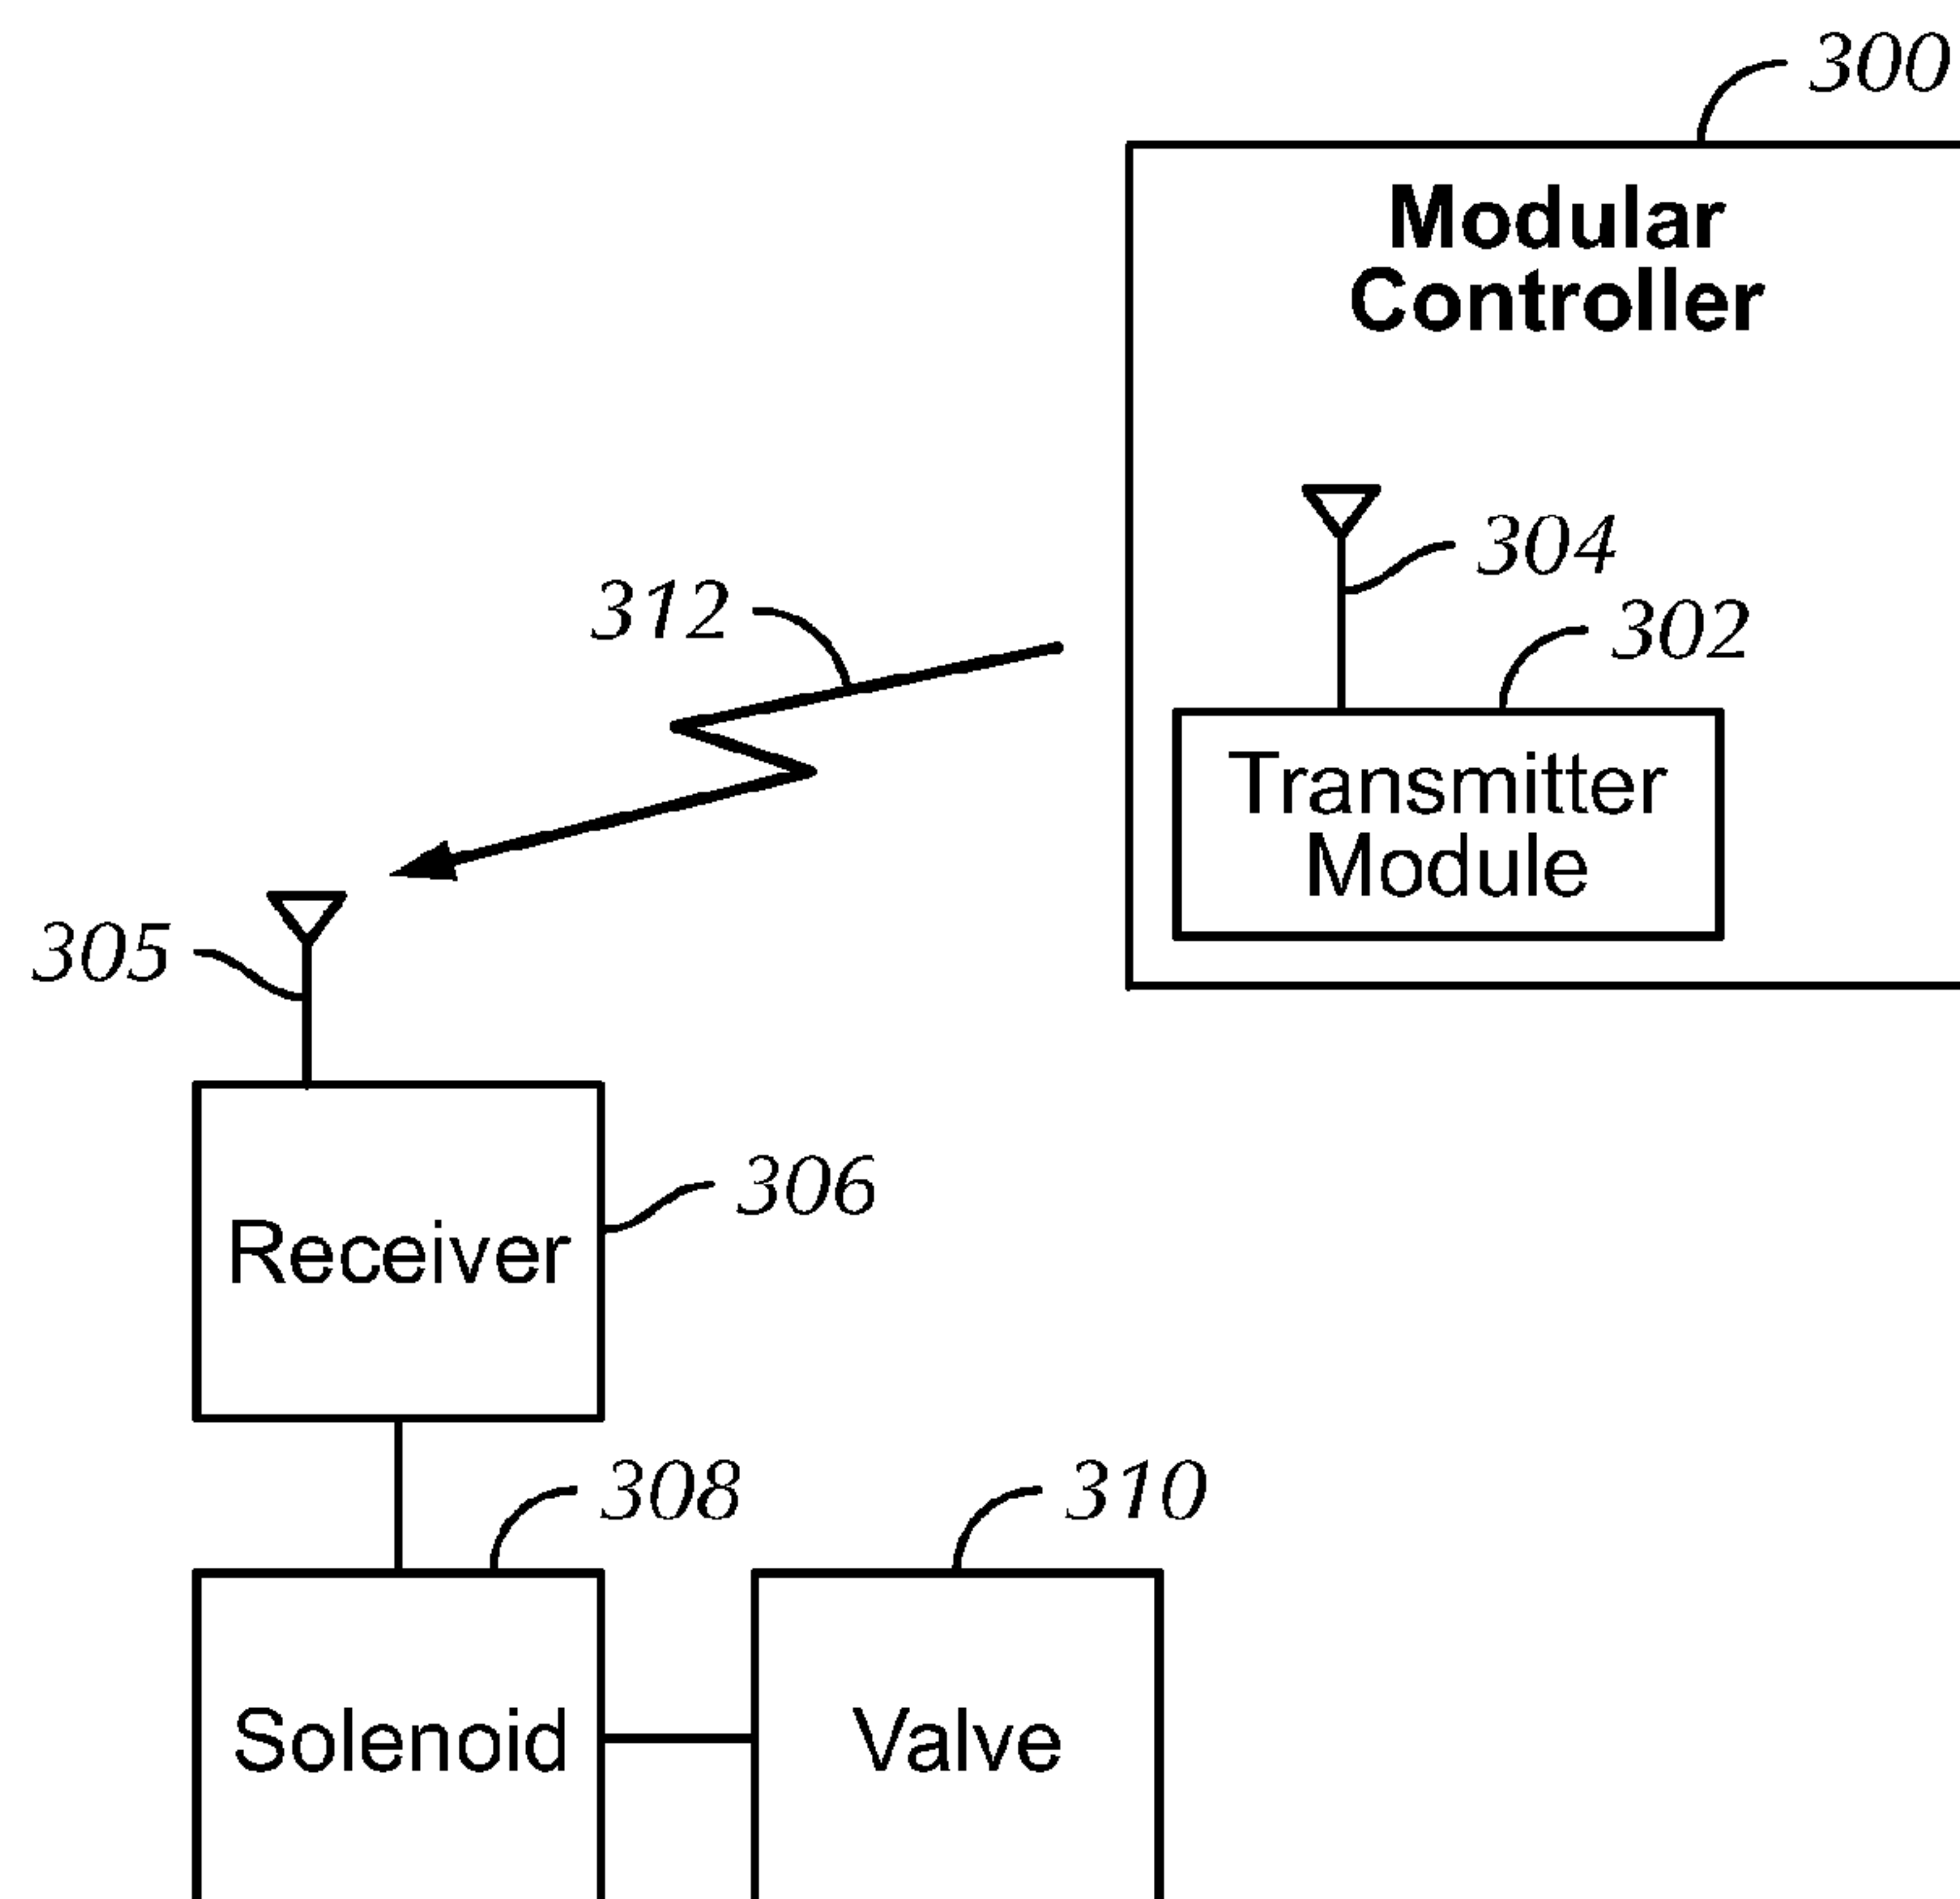 300
Modular
Controller
304
312
302
Transmitter
Module
305
306
Receiver
308
310
Solenoid
Valve